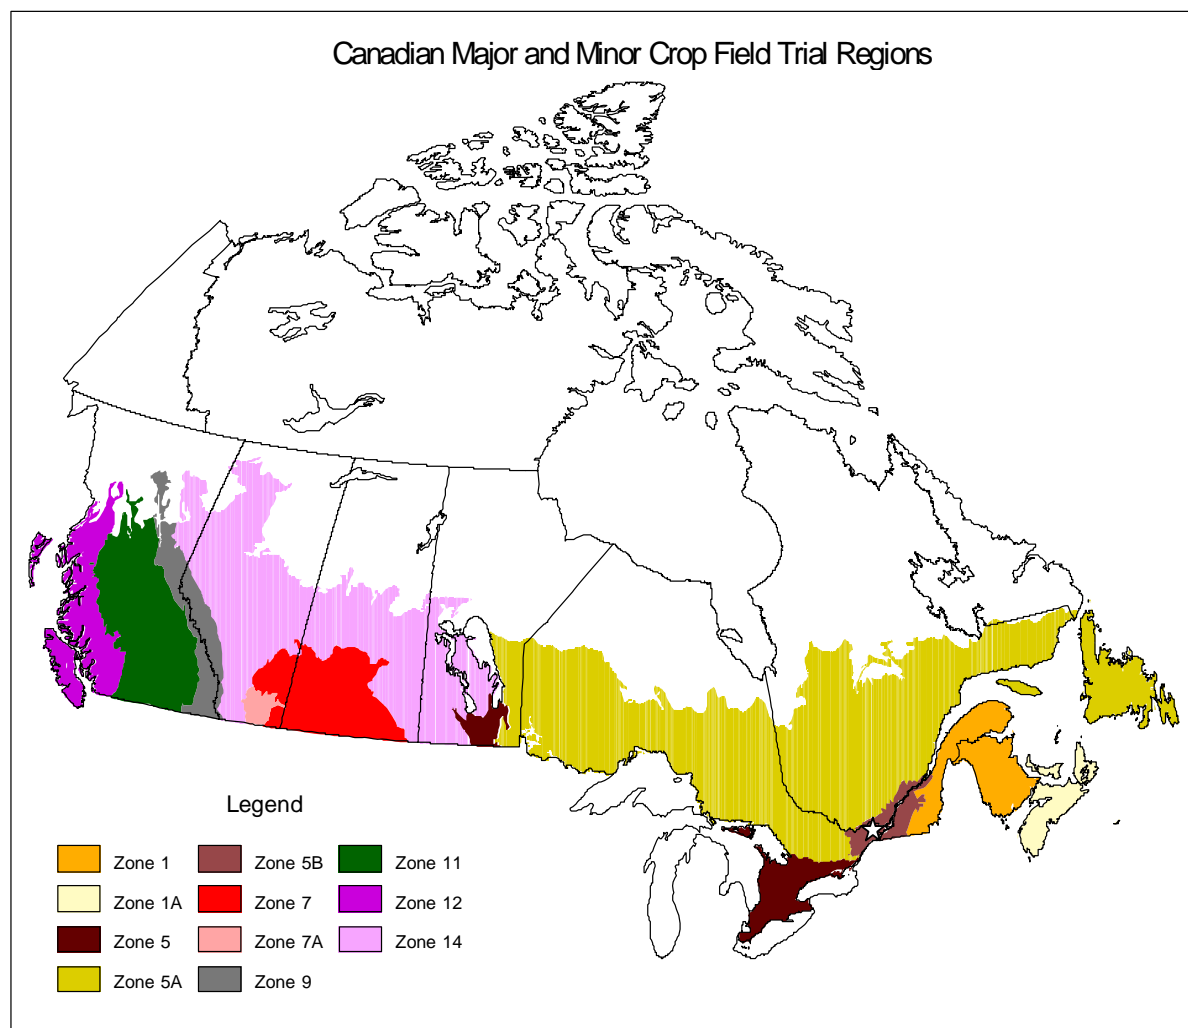 Canadian Major and Minor Crop Field Trial Regions
Legend
Zone 1
Zone 1A
Zone 5
Zone 5A
Zone 5B
Zone 7
Zone 7A
Zone 9
Zone 11
Zone 12
Zone 14